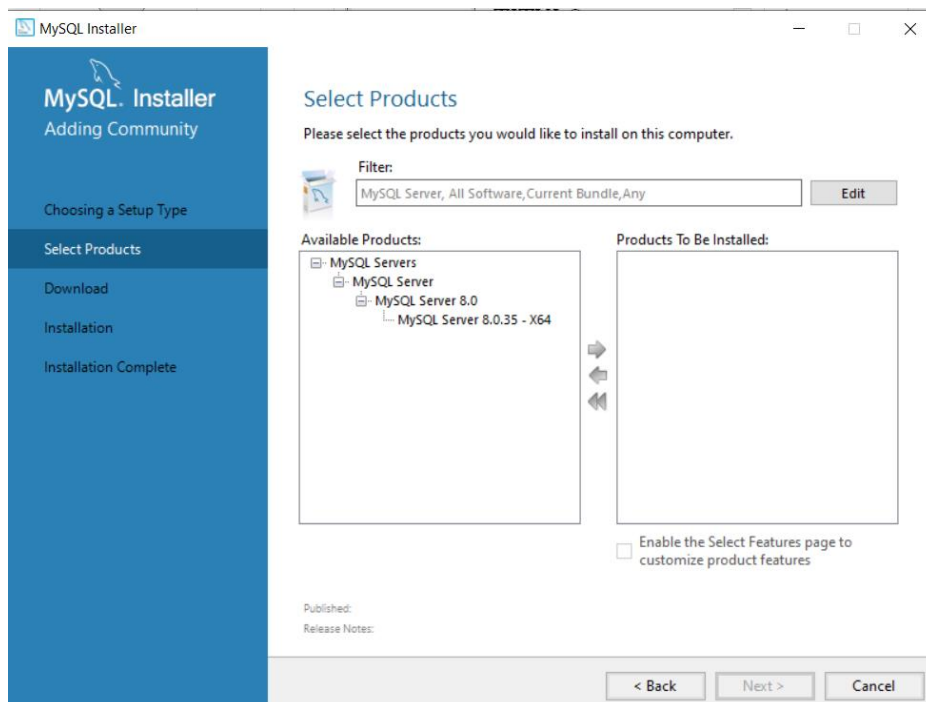 MySQL Installer
MySQL. Installer
Adding Community
Choosing a Setup Type
Select Products
Download
Installation
Installation Complete
Select Products
Please select the products you would like to install on this computer.
Filter:
MySQL Server, All Software,Current Bundle,Any
Edit
Available Products:
MySQL Servers
MySQL Server
MySQL Server 8.0
MySQL Server 8.0.35 - X64
Products To Be Installed:
Enable the Select Features page to
customize product features
Published:
Release Notes:
< Back
Next >
Cancel